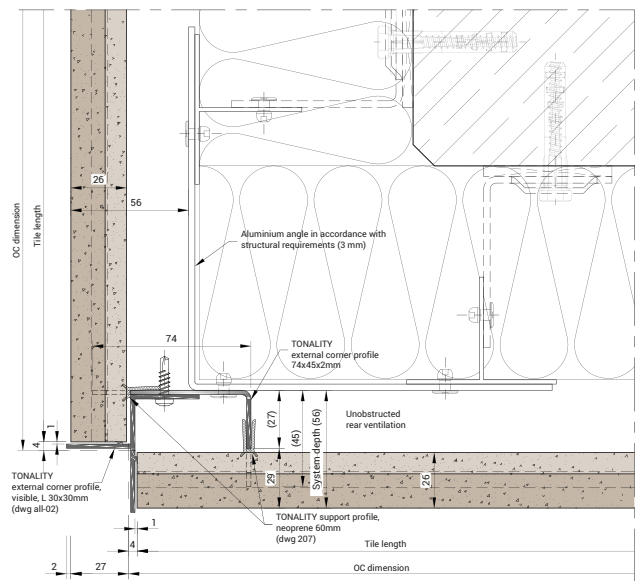 OC dimension
Tile length
26
56
Aluminium angle in accordance with
structural requirements (3 mm)
74
TONALITY
external corner profile
74x45x2mm
1
4
(27)
(45)
System depth (56)
Unobstructed
rear ventilation
29
26
TONALITY
external corner profile,
visible, L 30x30mm
(dwg all-02)
TONALITY support profile,
neoprene 60mm
(dwg 207)
1
4
Tile length
2
27
OC dimension